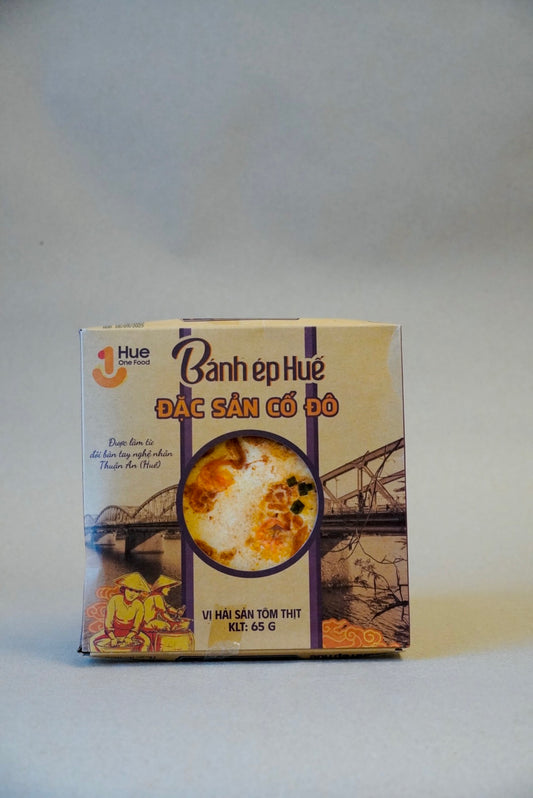 Hue
One Food
Bánh ép Huế
ĐẶC SẢN CỐ ĐÔ
Được làm từ
đôi bàn tay nghệ nhân
Thuận An (Huế)
VỊ HẢI SẢN TÔM THỊT
KLT: 65 G